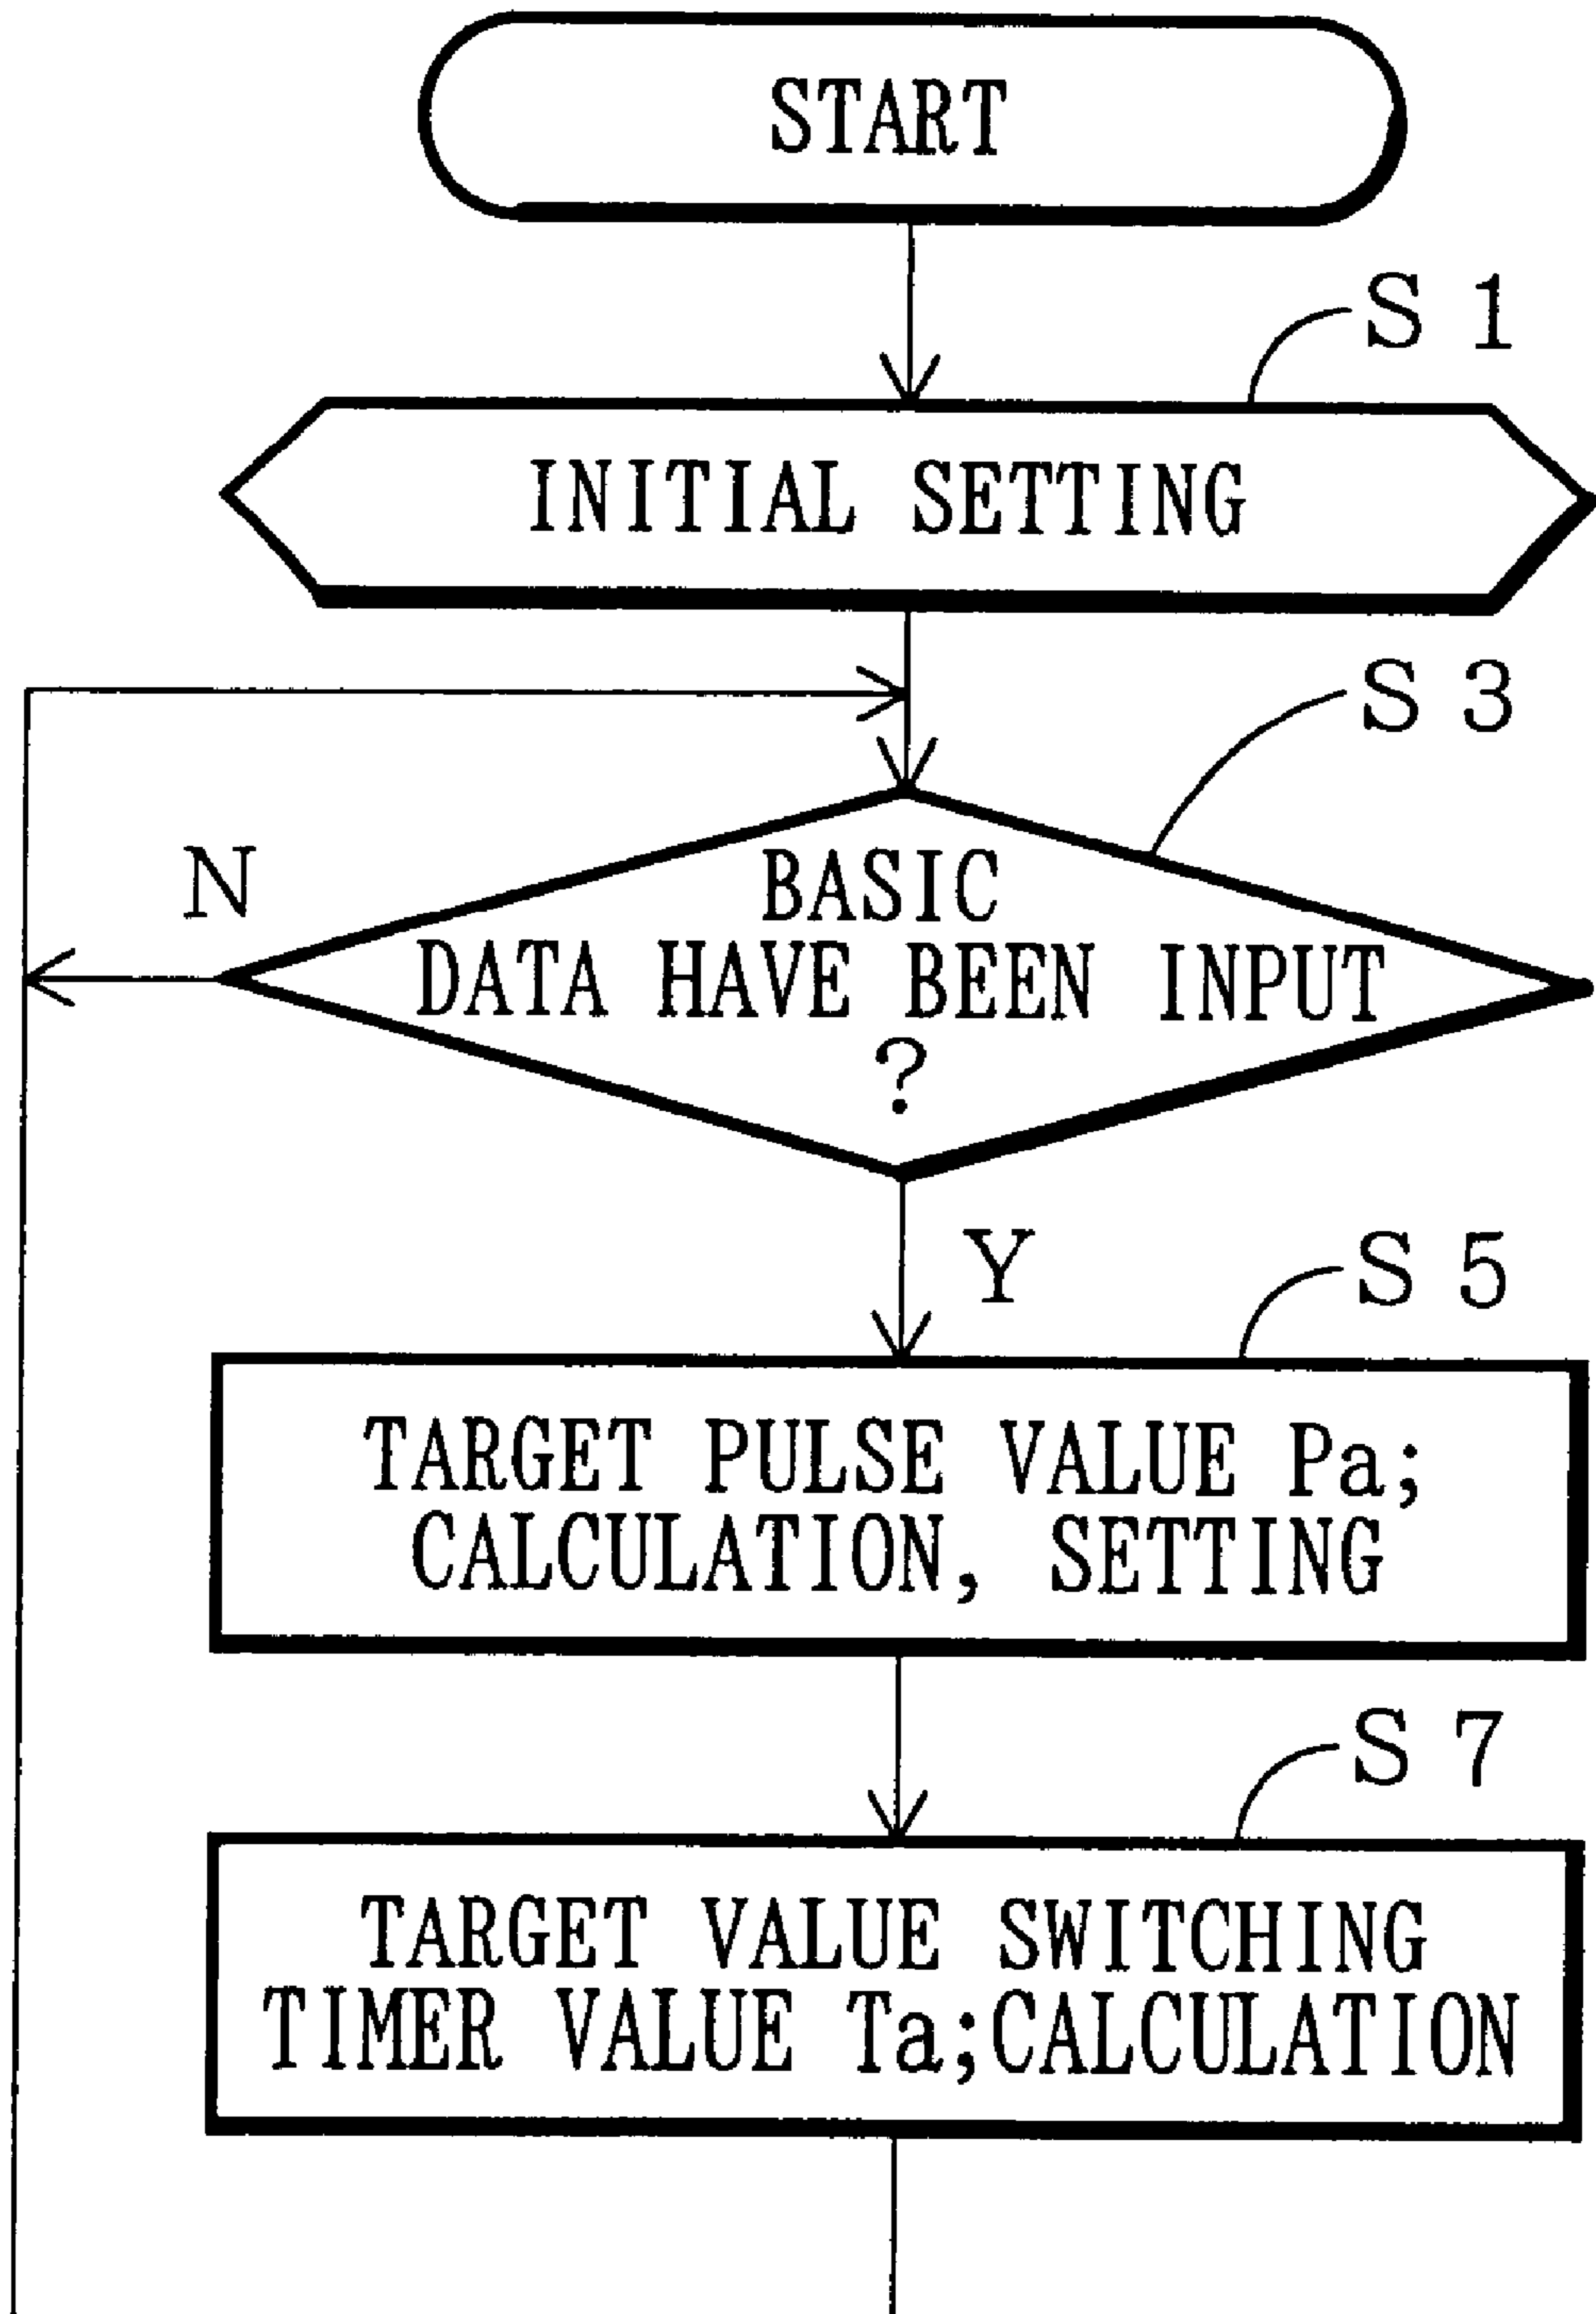 START
S 1
INITIAL SETTING
S 3
N
BASIC
DATA HAVE BEEN INPUT
?
Y
S 5
TARGET PULSE VALUE Pa;
CALCULATION, SETTING
S 7
TARGET VALUE SWITCHING
TIMER VALUE Ta;CALCULATION